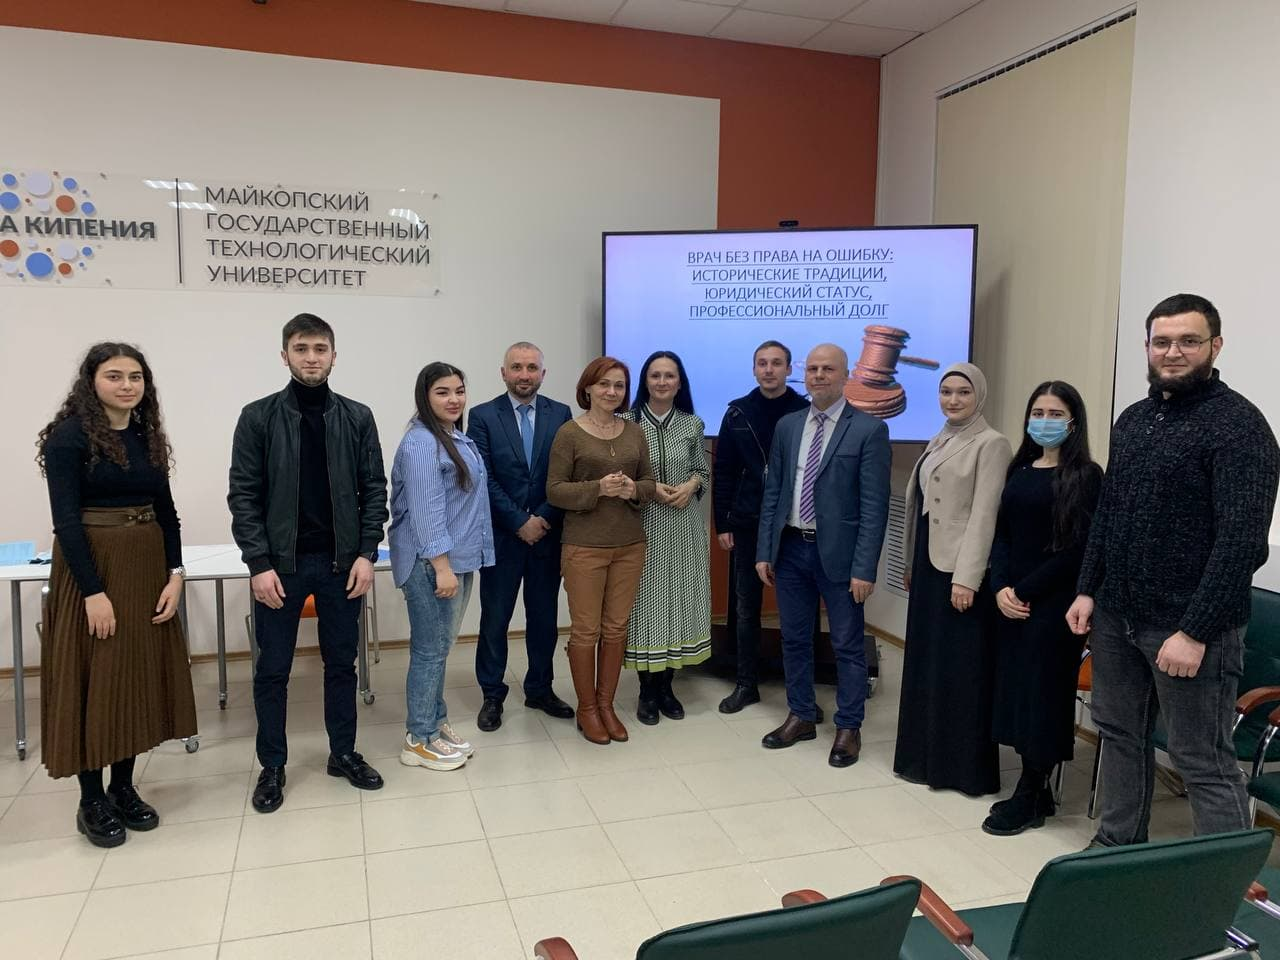 А КИПЕНИЯ
МАЙКОПСКИЙ
ГОСУДАРСТВЕННЫЙ
ТЕХНОЛОГИЧЕСКИЙ
УНИВЕРСИТЕТ
ВРАЧ БЕЗ ПРАВА НА ОШИБКУ:
ИСТОРИЧЕСКИЕ ТРАДИЦИИ,
ЮРИДИЧЕСКИЙ СТАТУС,
ПРОФЕССИОНАЛЬНЫЙ ДОЛГ